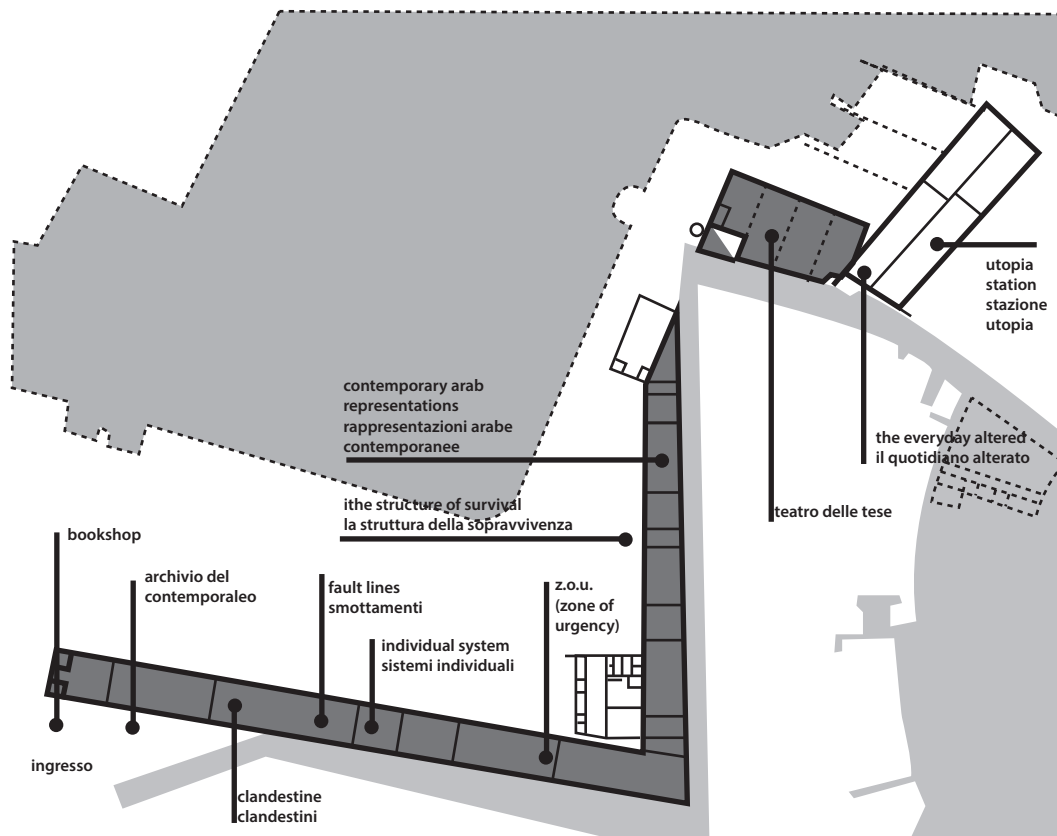 utopia
station
stazione
utopia
contemporary arab
representations
rappresentazioni arabe
contemporanee
the everyday altered
il quotidiano alterato
ithe structure of survival
la struttura della sopravvivenza
teatro delle tese
bookshop
archivio del
contemporaleo
fault lines
smottamenti
z.o.u.
(zone of
urgency)
individual system
sistemi individuali
ingresso
clandestine
clandestini